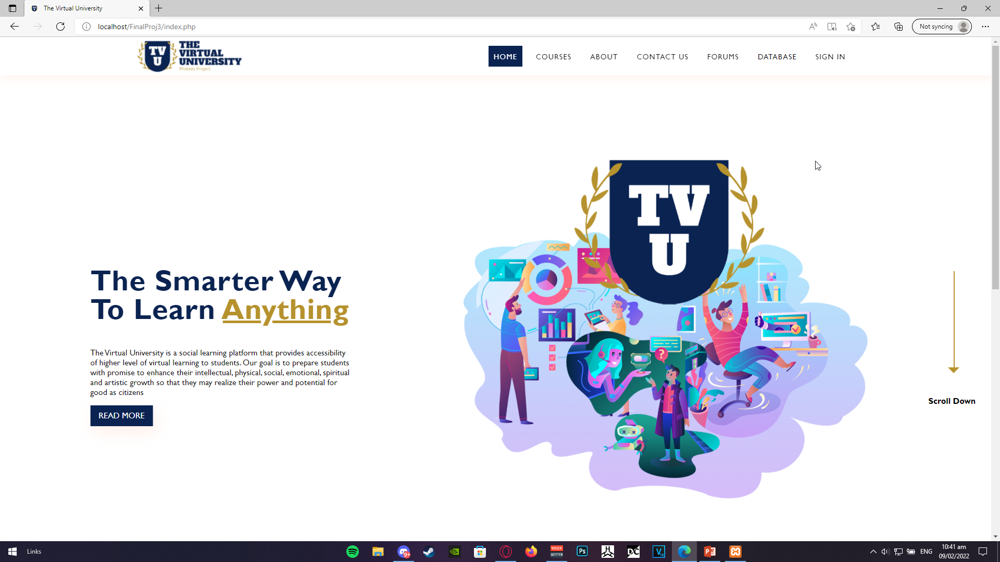 The Virtual University
localhost/FinalProj3/index.php
Not syncing
TV
U
THE
VIRTUAL
UNIVERSITY
Philotes Project
HOME
COURSES
ABOUT
CONTACT US
FORUMS
DATABASE
SIGN IN
TV
U
The Smarter Way
To Learn Anything
The Virtual University is a social learning platform that provides accessibility
of higher level of virtual learning to students. Our goal is to prepare students
with promise to enhance their intellectual, physical, social, emotional, spiritual
and artistic growth so that they may realize their power and potential for
good as citizens
READ MORE
?
Scroll Down
Links
9+
VOICE
MEETER
Ps
DC
V
18
ENG
10:41 am
09/02/2022